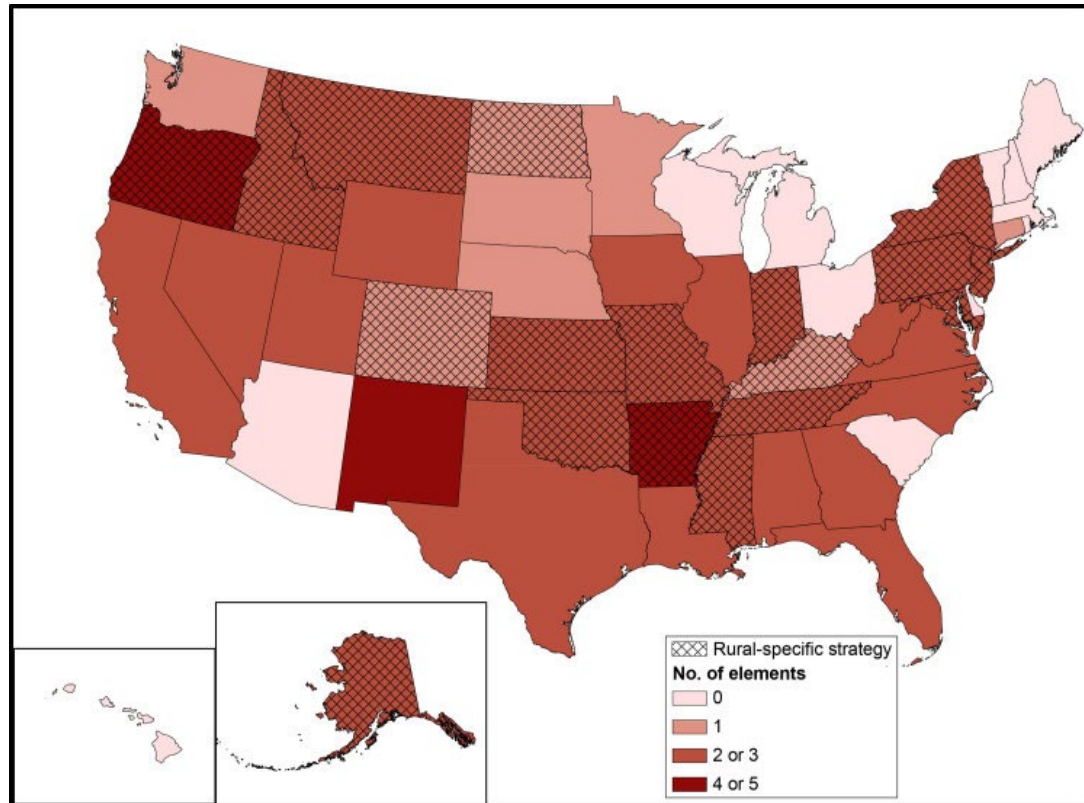 Rural-specific strategy
No. of elements
0
1
2 or 3
4 or 5